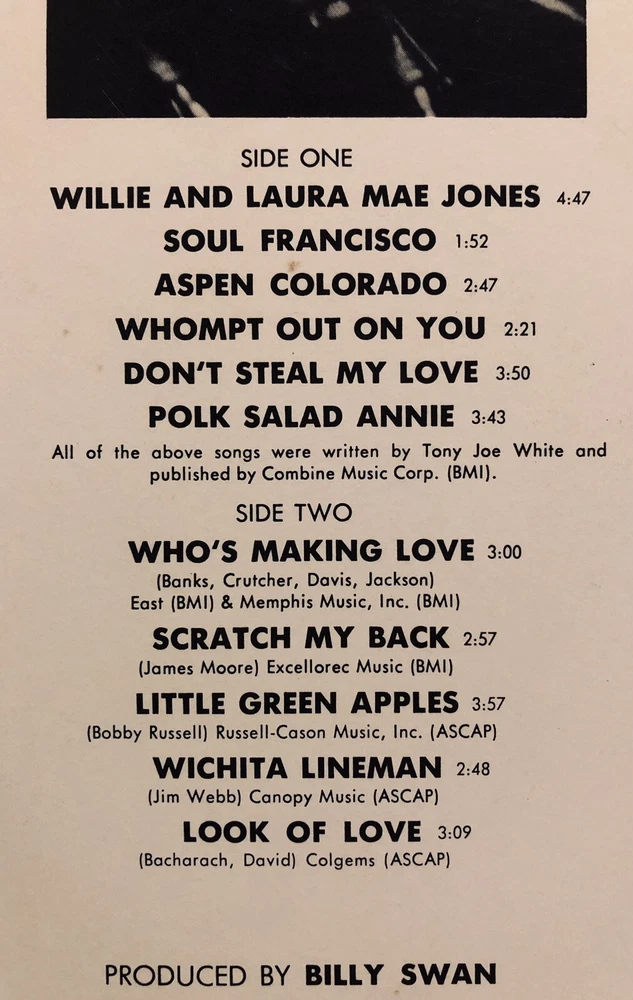 SIDE ONE
WILLIE AND LAURA MAE JONES 4:47
SOUL FRANCISCO 1:52
ASPEN COLORADO 2:47
WHOMPT OUT ON YOU 2:21
DON'T STEAL MY LOVE 3:50
POLK SALAD ANNIE 3:43
All of the above songs were written by Tony Joe White and
published by Combine Music Corp. (BMI).
SIDE TWO
WHO'S MAKING LOVE 3:00
(Banks, Crutcher, Davis, Jackson)
East (BMI) & Memphis Music, Inc. (BMI)
SCRATCH MY BACK 2:57
(James Moore) Excellorec Music (BMI)
LITTLE GREEN APPLES 3:57
(Bobby Russell) Russell-Cason Music, Inc. (ASCAP)
WICHITA LINEMAN 2:48
(Jim Webb) Canopy Music (ASCAP)
LOOK OF LOVE 3:09
(Bacharach, David) Colgems (ASCAP)
PRODUCED BY BILLY SWAN